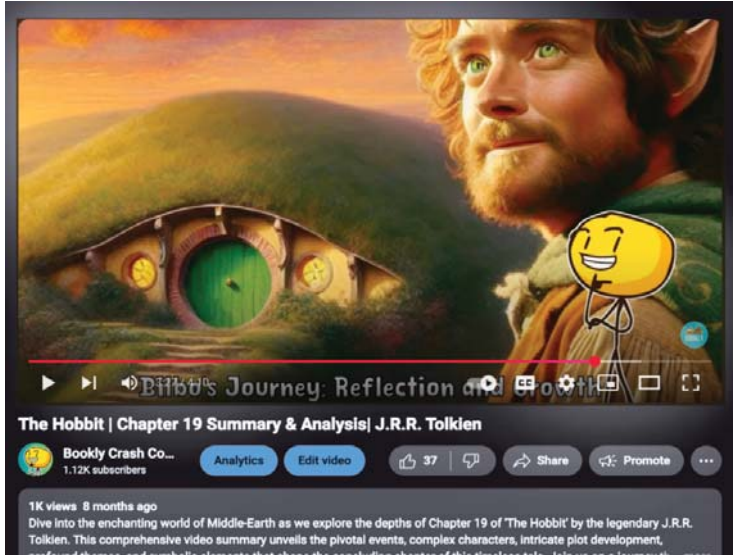 Bilbo's Journey: Reflection and Growth
The Hobbit | Chapter 19 Summary & Analysis| J.R.R. Tolkien
Bookly Crash Co...
1.12K subscribers
Analytics
Edit video
37
Share
Promote
1K views 8 months ago
Dive into the enchanting world of Middle-Earth as we explore the depths of Chapter 19 of 'The Hobbit' by the legendary J.R.R.
Tolkien. This comprehensive video summary unveils the pivotal events, complex characters, intricate plot development,